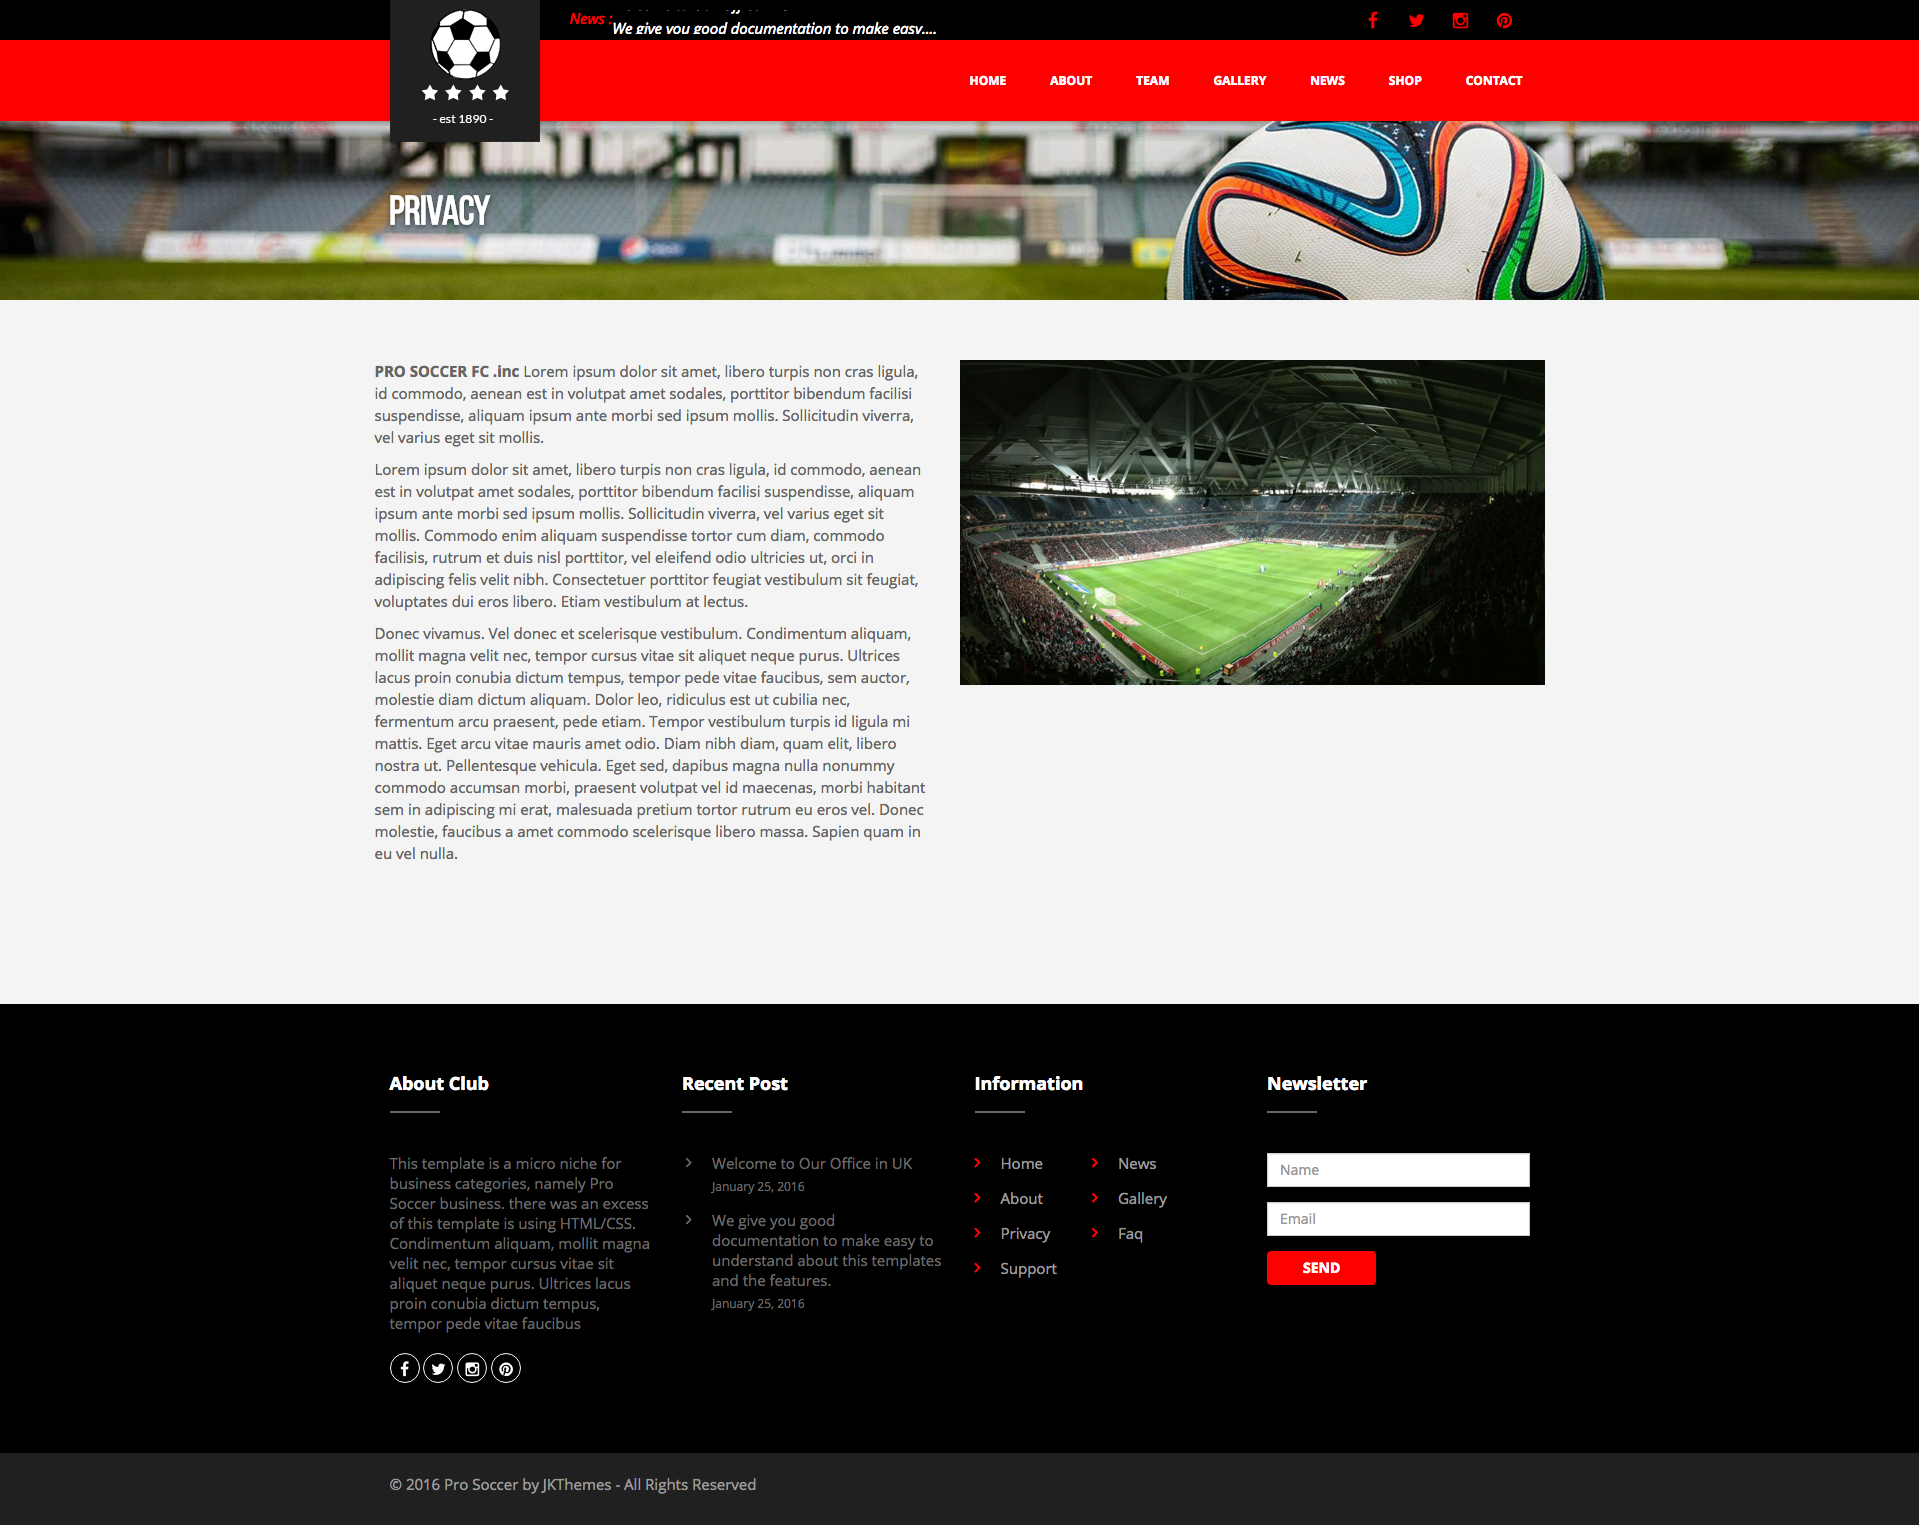 News :
We give you good documentation to make easy....
- est 1890 -
HOME ABOUT TEAM GALLERY NEWS SHOP CONTACT
PRIVACY
PRO SOCCER FC .inc Lorem ipsum dolor sit amet, libero turpis non cras ligula,
id commodo, aenean est in volutpat amet sodales, porttitor bibendum facilisi
suspendisse, aliquam ipsum ante morbi sed ipsum mollis. Sollicitudin viverra,
vel varius eget sit mollis.
Lorem ipsum dolor sit amet, libero turpis non cras ligula, id commodo, aenean
est in volutpat amet sodales, porttitor bibendum facilisi suspendisse, aliquam
ipsum ante morbi sed ipsum mollis. Sollicitudin viverra, vel varius eget sit
mollis. Commodo enim aliquam suspendisse tortor cum diam, commodo
facilisis, rutrum et duis nisl porttitor, vel eleifend odio ultricies ut, orci in
adipiscing felis velit nibh. Consectetuer porttitor feugiat vestibulum sit feugiat,
voluptates dui eros libero. Etiam vestibulum at lectus.
Donec vivamus. Vel donec et scelerisque vestibulum. Condimentum aliquam,
mollit magna velit nec, tempor cursus vitae sit aliquet neque purus. Ultrices
lacus proin conubia dictum tempus, tempor pede vitae faucibus, sem auctor,
molestie diam dictum aliquam. Dolor leo, ridiculus est ut cubilia nec,
fermentum arcu praesent, pede etiam. Tempor vestibulum turpis id ligula mi
mattis. Eget arcu vitae mauris amet odio. Diam nibh diam, quam elit, libero
nostra ut. Pellentesque vehicula. Eget sed, dapibus magna nulla nonummy
commodo accumsan morbi, praesent volutpat vel id maecenas, morbi habitant
sem in adipiscing mi erat, malesuada pretium tortor rutrum eu eros vel. Donec
molestie, faucibus a amet commodo scelerisque libero massa. Sapien quam in
eu vel nulla.
About Club
This template is a micro niche for
business categories, namely Pro
Soccer business. there was an excess
of this template is using HTML/CSS.
Condimentum aliquam, mollit magna
velit nec, tempor cursus vitae sit
aliquet neque purus. Ultrices lacus
proin conubia dictum tempus,
tempor pede vitae faucibus
Recent Post
Welcome to Our Office in UK
January 25, 2016
We give you good
documentation to make easy to
understand about this templates
and the features.
January 25, 2016
Information
Home
About
Privacy
Support
News
Gallery
Faq
Newsletter
Name
Email
SEND
© 2016 Pro Soccer by JKThemes - All Rights Reserved